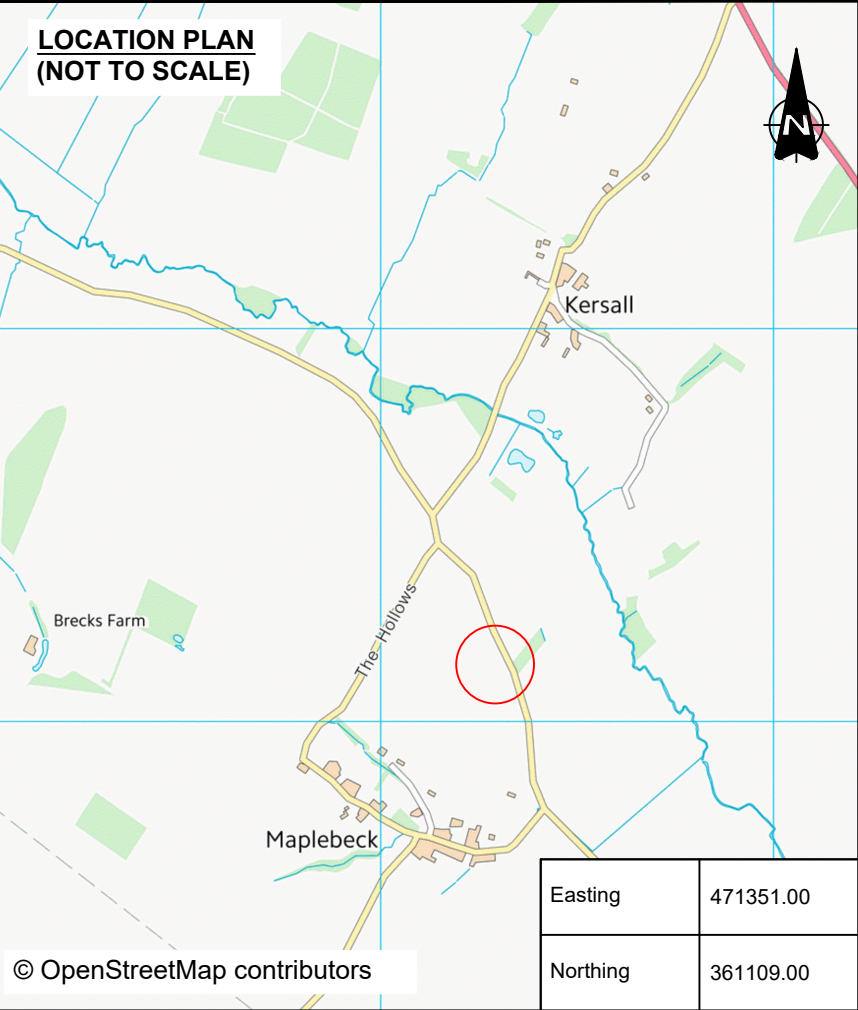 LOCATION PLAN
(NOT TO SCALE)
N
Kersall
The Hollows
Brecks Farm
Maplebeck
Easting 471351.00
Northing 361109.00
© OpenStreetMap contributors